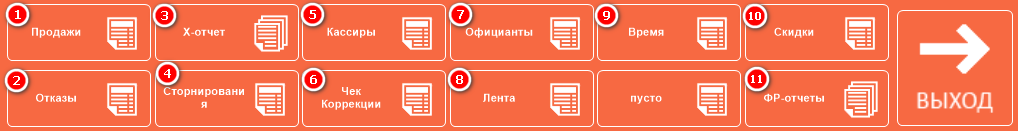 1 3 5 7 9 10
Продажи X-отчет Кассиры Официанты Время Скидки
2 4 6 8 11
Отказы Сторнировани
я Чек
Коррекции Лента пусто ФР-отчеты
ВЫХОД